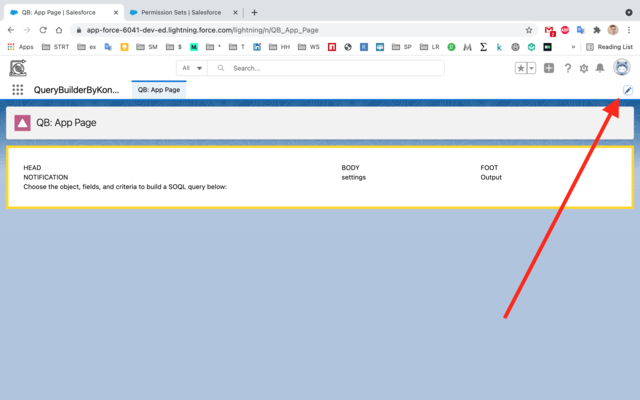 QB: App Page | Salesforce
Permission Sets | Salesforce
app-force-6041-dev-ed.lightning.force.com/lightning/n/QB_App_Page
Apps STRT ex SM $ * T HH WS SP LR » Reading List
All Search...
QueryBuilderByKon... QB: App Page
QB: App Page
HEAD BODY FOOT
NOTIFICATION settings Output
Choose the object, fields, and criteria to build a SOQL query below: